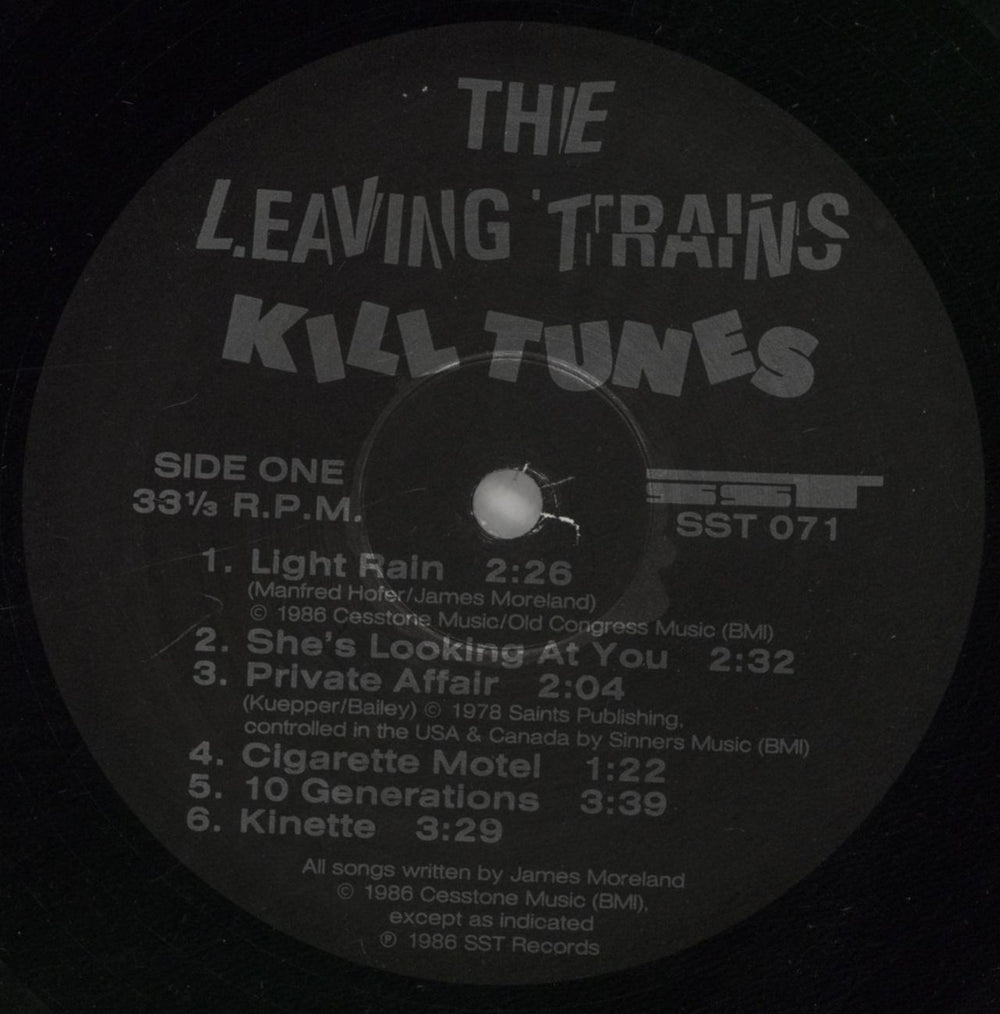 THE
LEAVING TRAINS
KILL TUNES
SIDE ONE
33⅓ R.P.M.
SST
SST 071
1. Light Rain 2:26
(Manfred Hofer/James Moreland)
© 1986 Cesstone Music/Old Congress Music (BMI)
2. She's Looking At You 2:32
3. Private Affair 2:04
(Kuepper/Bailey) © 1978 Saints Publishing,
controlled in the USA & Canada by Sinners Music (BMI)
4. Cigarette Motel 1:22
5. 10 Generations 3:39
6. Kinette 3:29
All songs written by James Moreland
© 1986 Cesstone Music (BMI),
except as indicated
℗ 1986 SST Records